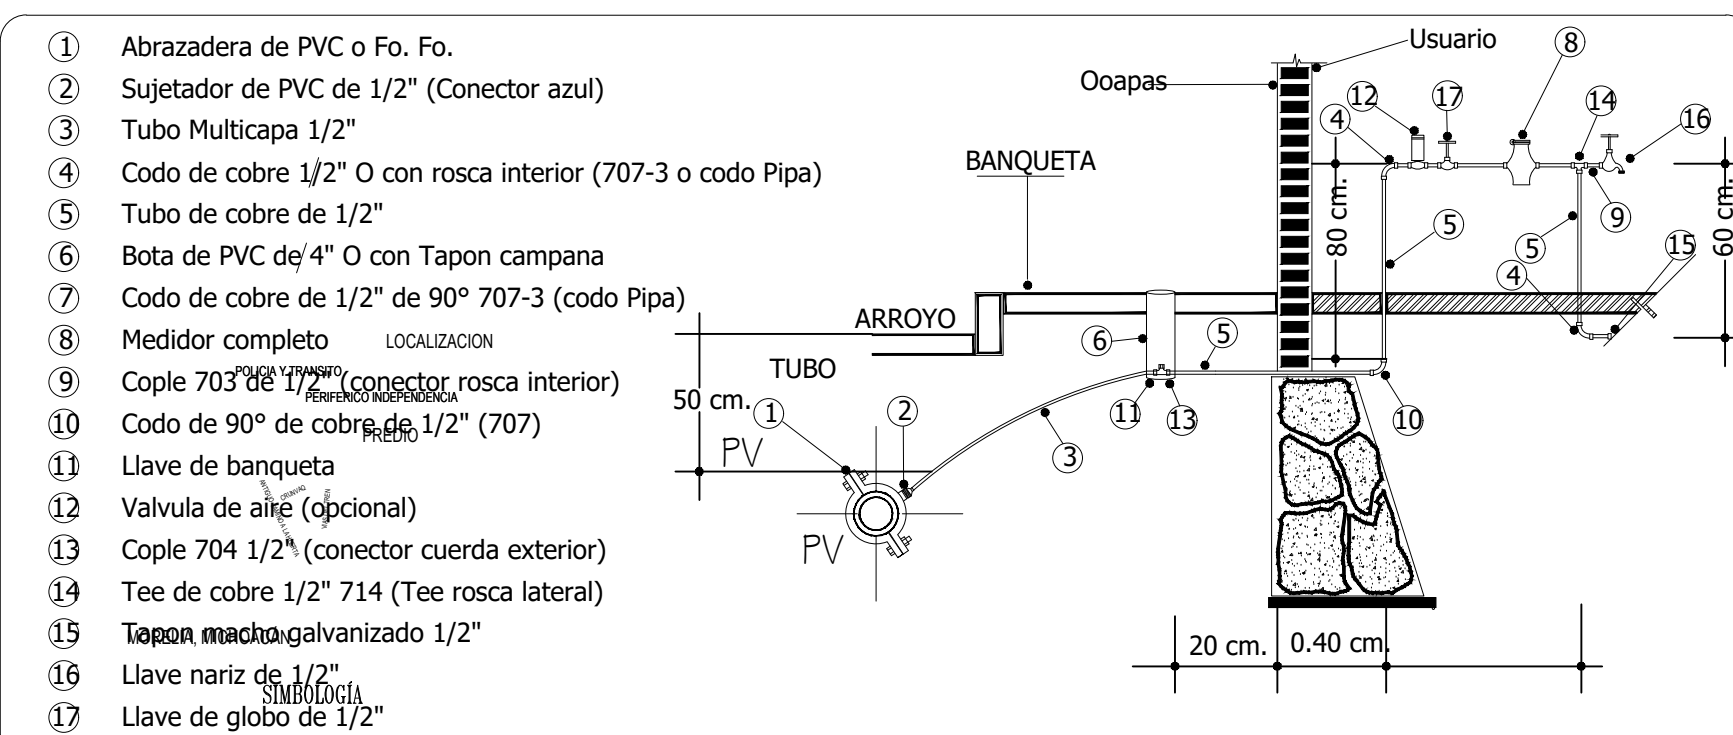 1 Abrazadera de PVC o Fo. Fo.
2 Sujetador de PVC de 1/2" (Conector azul)
3 Tubo Multicapa 1/2"
4 Codo de cobre 1/2" O con rosca interior (707-3 o codo Pipa)
5 Tubo de cobre de 1/2"
6 Bota de PVC de 4" O con Tapon campana
7 Codo de cobre de 1/2" de 90° 707-3 (codo Pipa)
8 Medidor completo
LOCALIZACION
POLICIA Y TRANSITO
9 Cople 703 de 1/2" (conector rosca interior)
PERIFERICO INDEPENDENCIA
10 Codo de 90° de cobre de 1/2" (707)
PREDIO
11 Llave de banqueta
12 Valvula de aire (opcional)
13 Cople 704 1/2" (conector cuerda exterior)
14 Tee de cobre 1/2" 714 (Tee rosca lateral)
15 Tapon macho galvanizado 1/2"
MORELIA, MICHOACÁN
16 Llave nariz de 1/2"
SIMBOLOGÍA
17 Llave de globo de 1/2"
Usuario
8
Ooapas
12
17
14
4
16
BANQUETA
9
5
80 cm.
60 cm.
5
15
4
ARROYO
6
5
TUBO
50 cm.
1
2
11
13
10
PV
3
PV
20 cm.
0.40 cm.